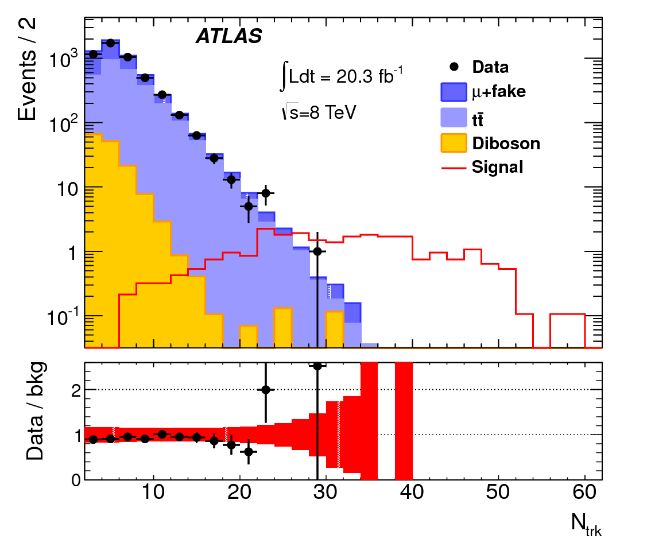 ATLAS
∫Ldt = 20.3 fb⁻¹
√s=8 TeV
Data
μ+fake
tt̄
Diboson
Signal
Events / 2
10³
10²
10
1
10⁻¹
Data / bkg
2
1
0
10 20 30 40 50 60
N_trk